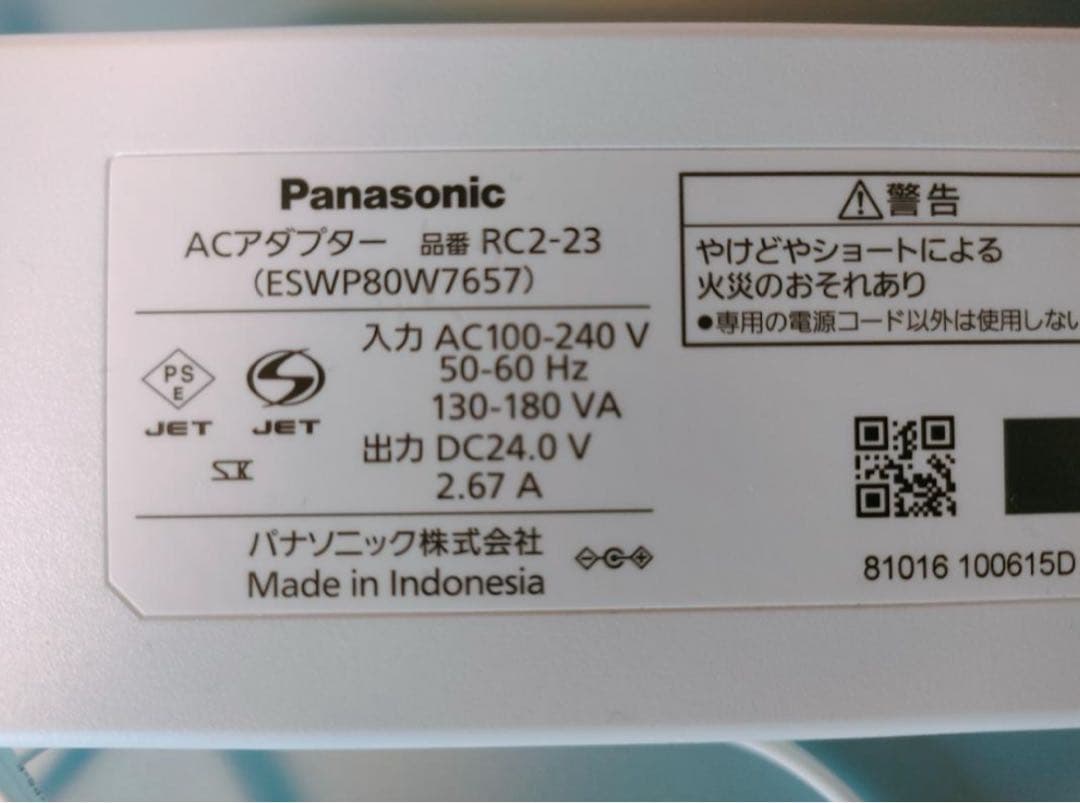 Panasonic
ACアダプター 品番 RC2-23
(ESWP80W7657)
入力 AC100-240 V
50-60 Hz
130-180 VA
出力 DC24.0 V
2.67 A
PS
E
JET
JET
SK
パナソニック株式会社
Made in Indonesia
警告
やけどやショートによる
火災のおそれあり
●専用の電源コード以外は使用しない
81016 100615D